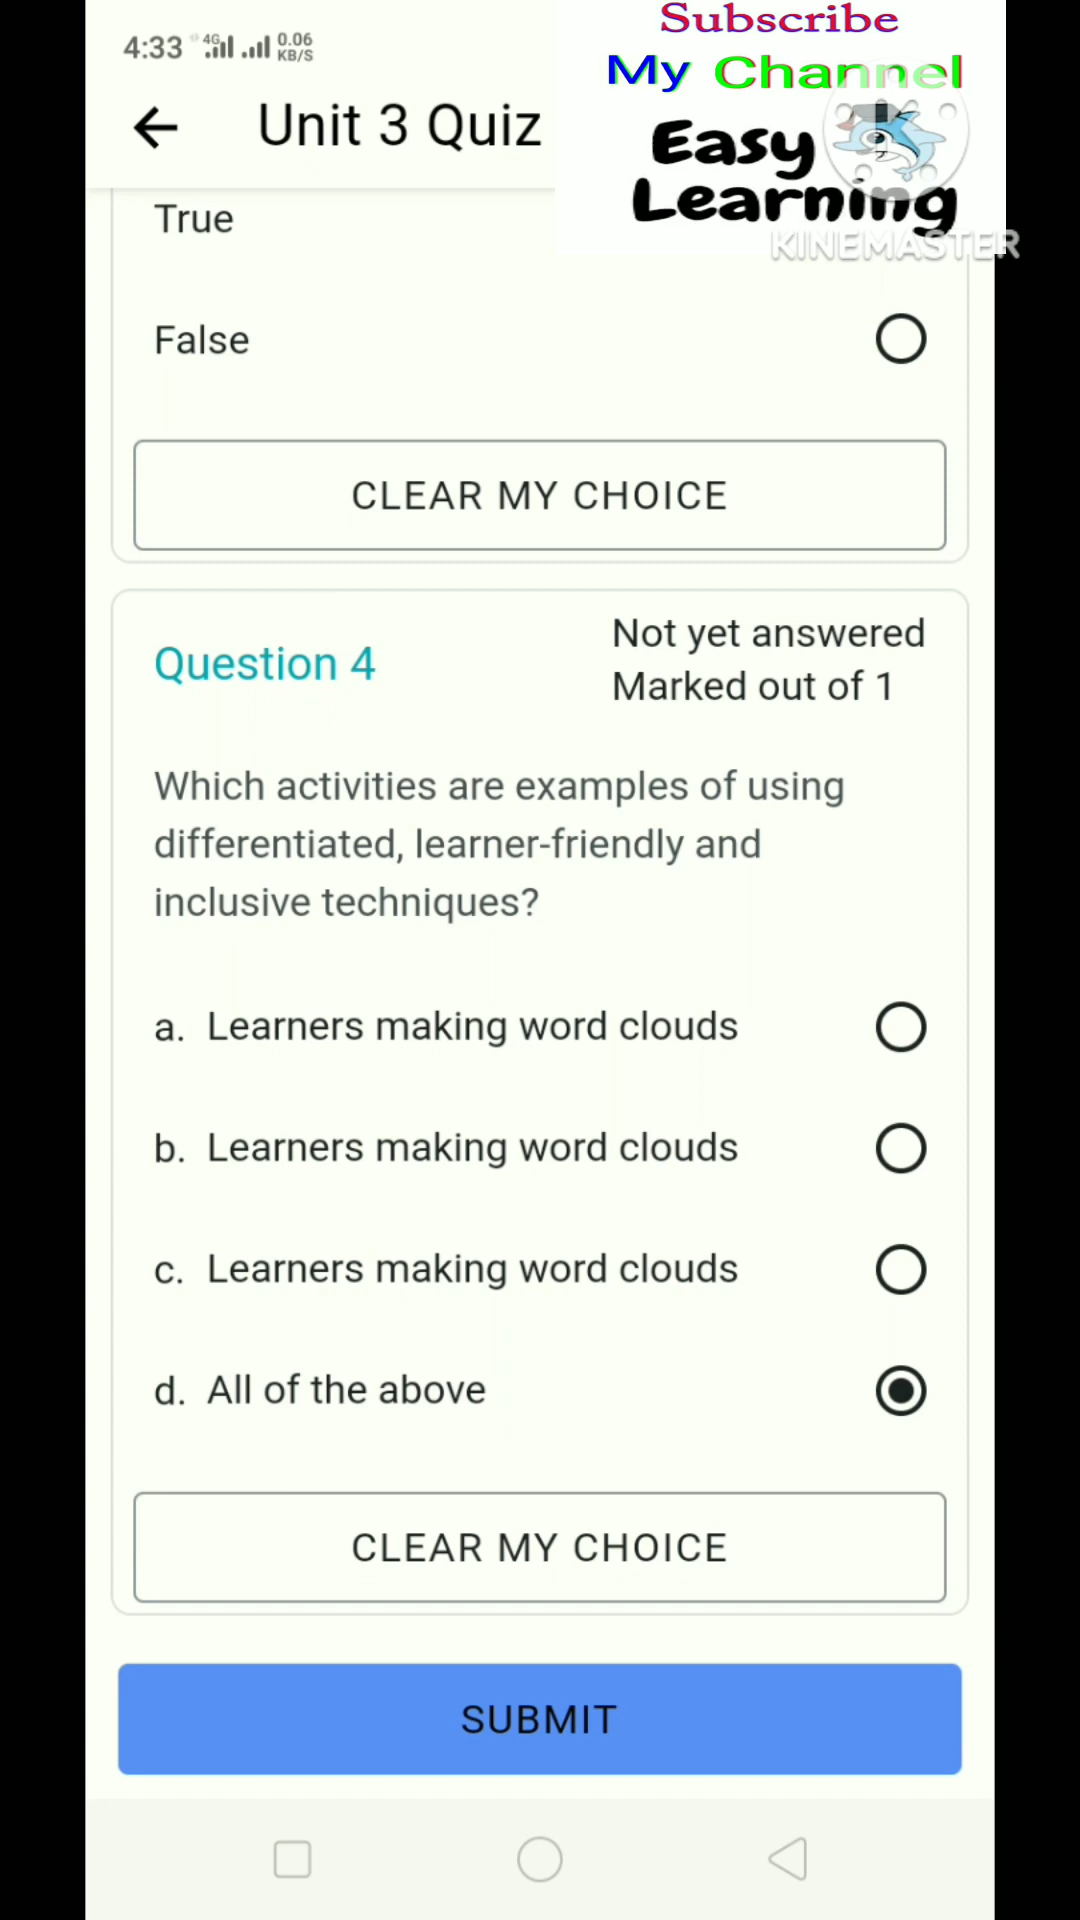 Subscribe
4:33 4G 0.06 KB/S
My Channel
Unit 3 Quiz
Easy
Learning
KINEMASTER
True
False
CLEAR MY CHOICE
Question 4
Not yet answered
Marked out of 1
Which activities are examples of using
differentiated, learner-friendly and
inclusive techniques?
a. Learners making word clouds
b. Learners making word clouds
c. Learners making word clouds
d. All of the above
CLEAR MY CHOICE
SUBMIT